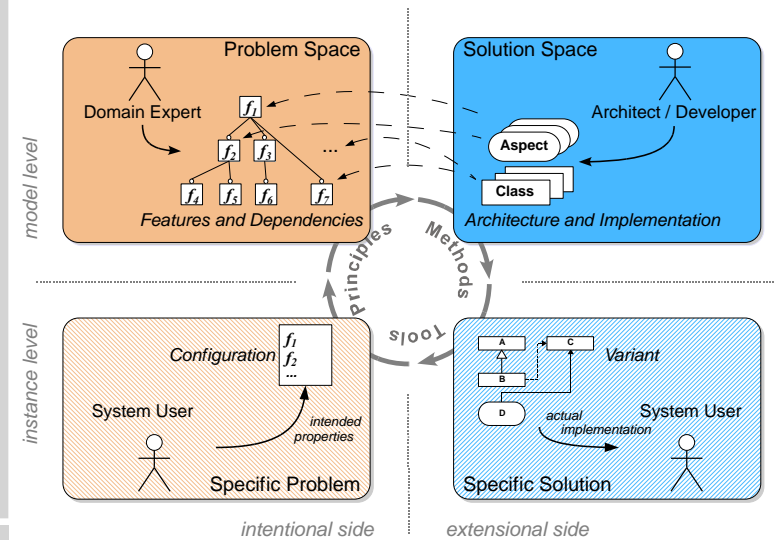 Problem Space
Domain Expert
f1
f2
f3
...
f4
f5
f6
f7
Features and Dependencies
Solution Space
Architect / Developer
Aspect
Class
Architecture and Implementation
model level
Principles
Methods
Tools
instance level
Configuration
f1
f2
...
System User
intended
properties
Specific Problem
A
C
B
D
Variant
actual
implementation
System User
Specific Solution
intentional side
extensional side